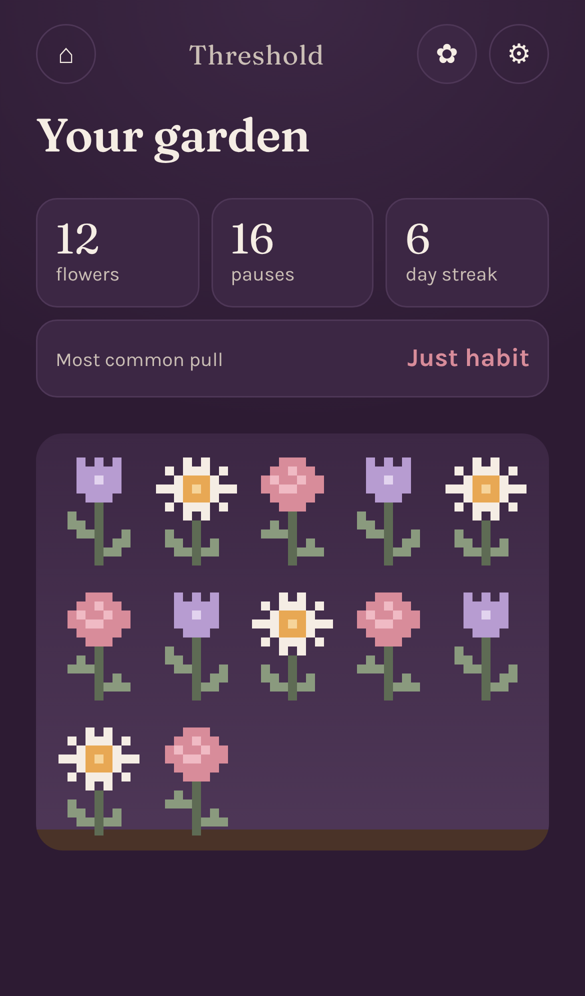 Threshold
Your garden
12
flowers
16
pauses
6
day streak
Most common pull
Just habit